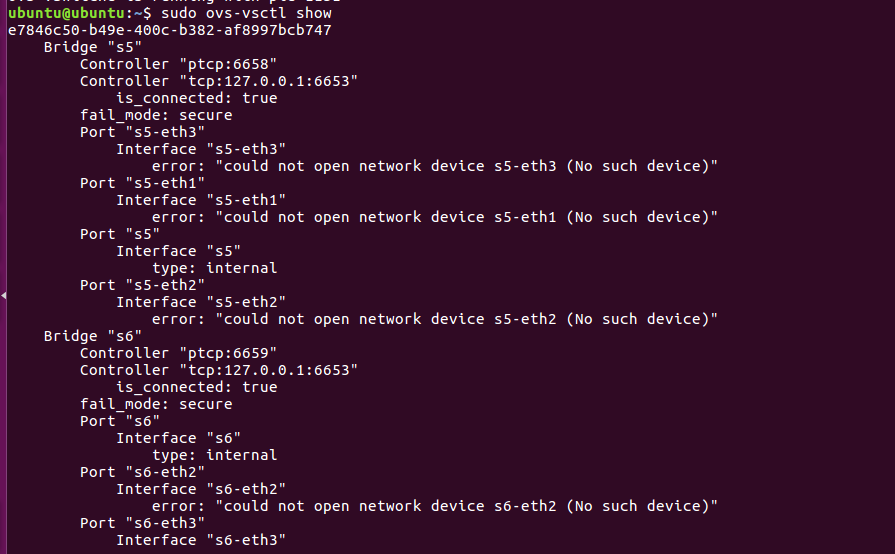 ubuntu@ubuntu:~$ sudo ovs-vsctl show
e7846c50-b49e-400c-b382-af8997bcb747
    Bridge "s5"
        Controller "ptcp:6658"
        Controller "tcp:127.0.0.1:6653"
            is_connected: true
        fail_mode: secure
        Port "s5-eth3"
            Interface "s5-eth3"
                error: "could not open network device s5-eth3 (No such device)"
        Port "s5-eth1"
            Interface "s5-eth1"
                error: "could not open network device s5-eth1 (No such device)"
        Port "s5"
            Interface "s5"
                type: internal
        Port "s5-eth2"
            Interface "s5-eth2"
                error: "could not open network device s5-eth2 (No such device)"
    Bridge "s6"
        Controller "ptcp:6659"
        Controller "tcp:127.0.0.1:6653"
            is_connected: true
        fail_mode: secure
        Port "s6"
            Interface "s6"
                type: internal
        Port "s6-eth2"
            Interface "s6-eth2"
                error: "could not open network device s6-eth2 (No such device)"
        Port "s6-eth3"
            Interface "s6-eth3"